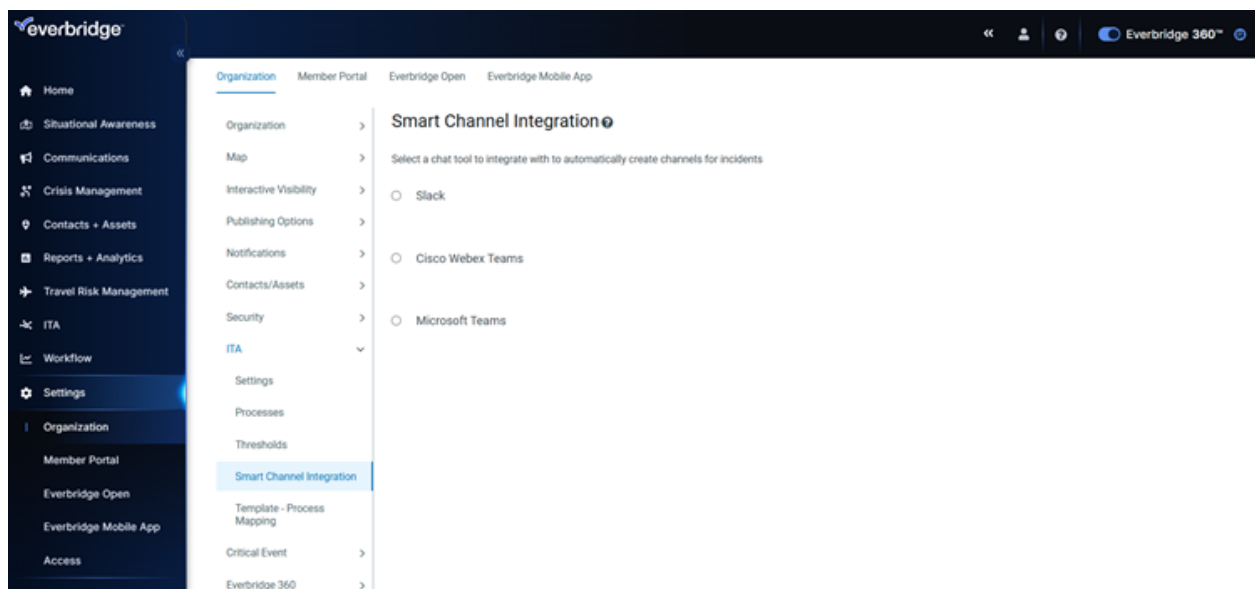 everbridge
Everbridge 360™
Home
Situational Awareness
Communications
Crisis Management
Contacts + Assets
Reports + Analytics
Travel Risk Management
ITA
Workflow
Settings
Organization
Member Portal
Everbridge Open
Everbridge Mobile App
Access
Organization Member Portal Everbridge Open Everbridge Mobile App
Organization
Map
Interactive Visibility
Publishing Options
Notifications
Contacts/Assets
Security
ITA
Settings
Processes
Thresholds
Smart Channel Integration
Template - Process
Mapping
Critical Event
Everbridge 360
Smart Channel Integration
Select a chat tool to integrate with to automatically create channels for incidents
Slack
Cisco Webex Teams
Microsoft Teams